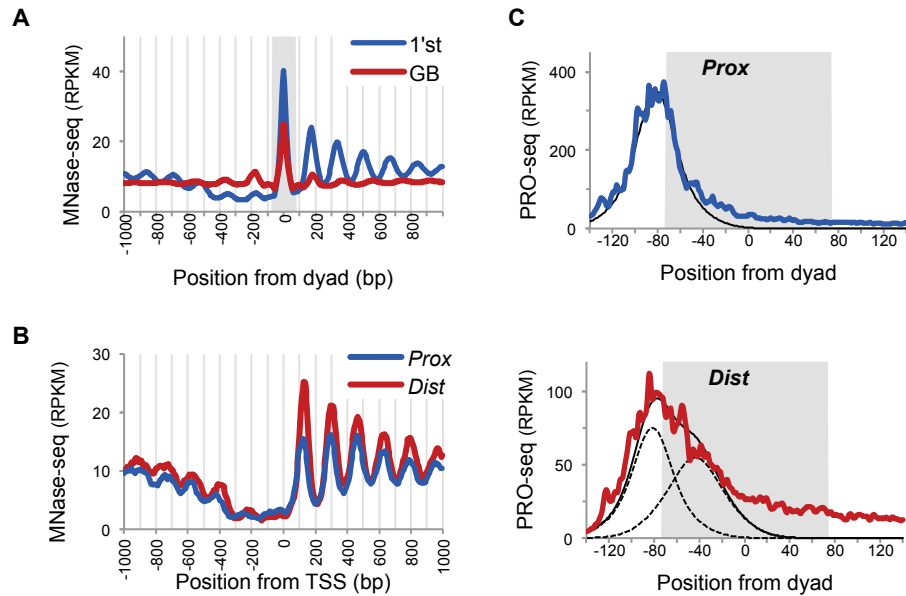 A
MNase-seq (RPKM)
40
20
0
1'st
GB
-1000
-800
-600
-400
-200
0
200
400
600
800
Position from dyad (bp)
B
MNase-seq (RPKM)
30
20
10
0
Prox
Dist
-1000
-800
-600
-400
-200
0
200
400
600
800
1000
Position from TSS (bp)
C
PRO-seq (RPKM)
400
200
0
Prox
-120
-80
-40
0
40
80
120
Position from dyad
PRO-seq (RPKM)
100
50
0
Dist
-120
-80
-40
0
40
80
120
Position from dyad